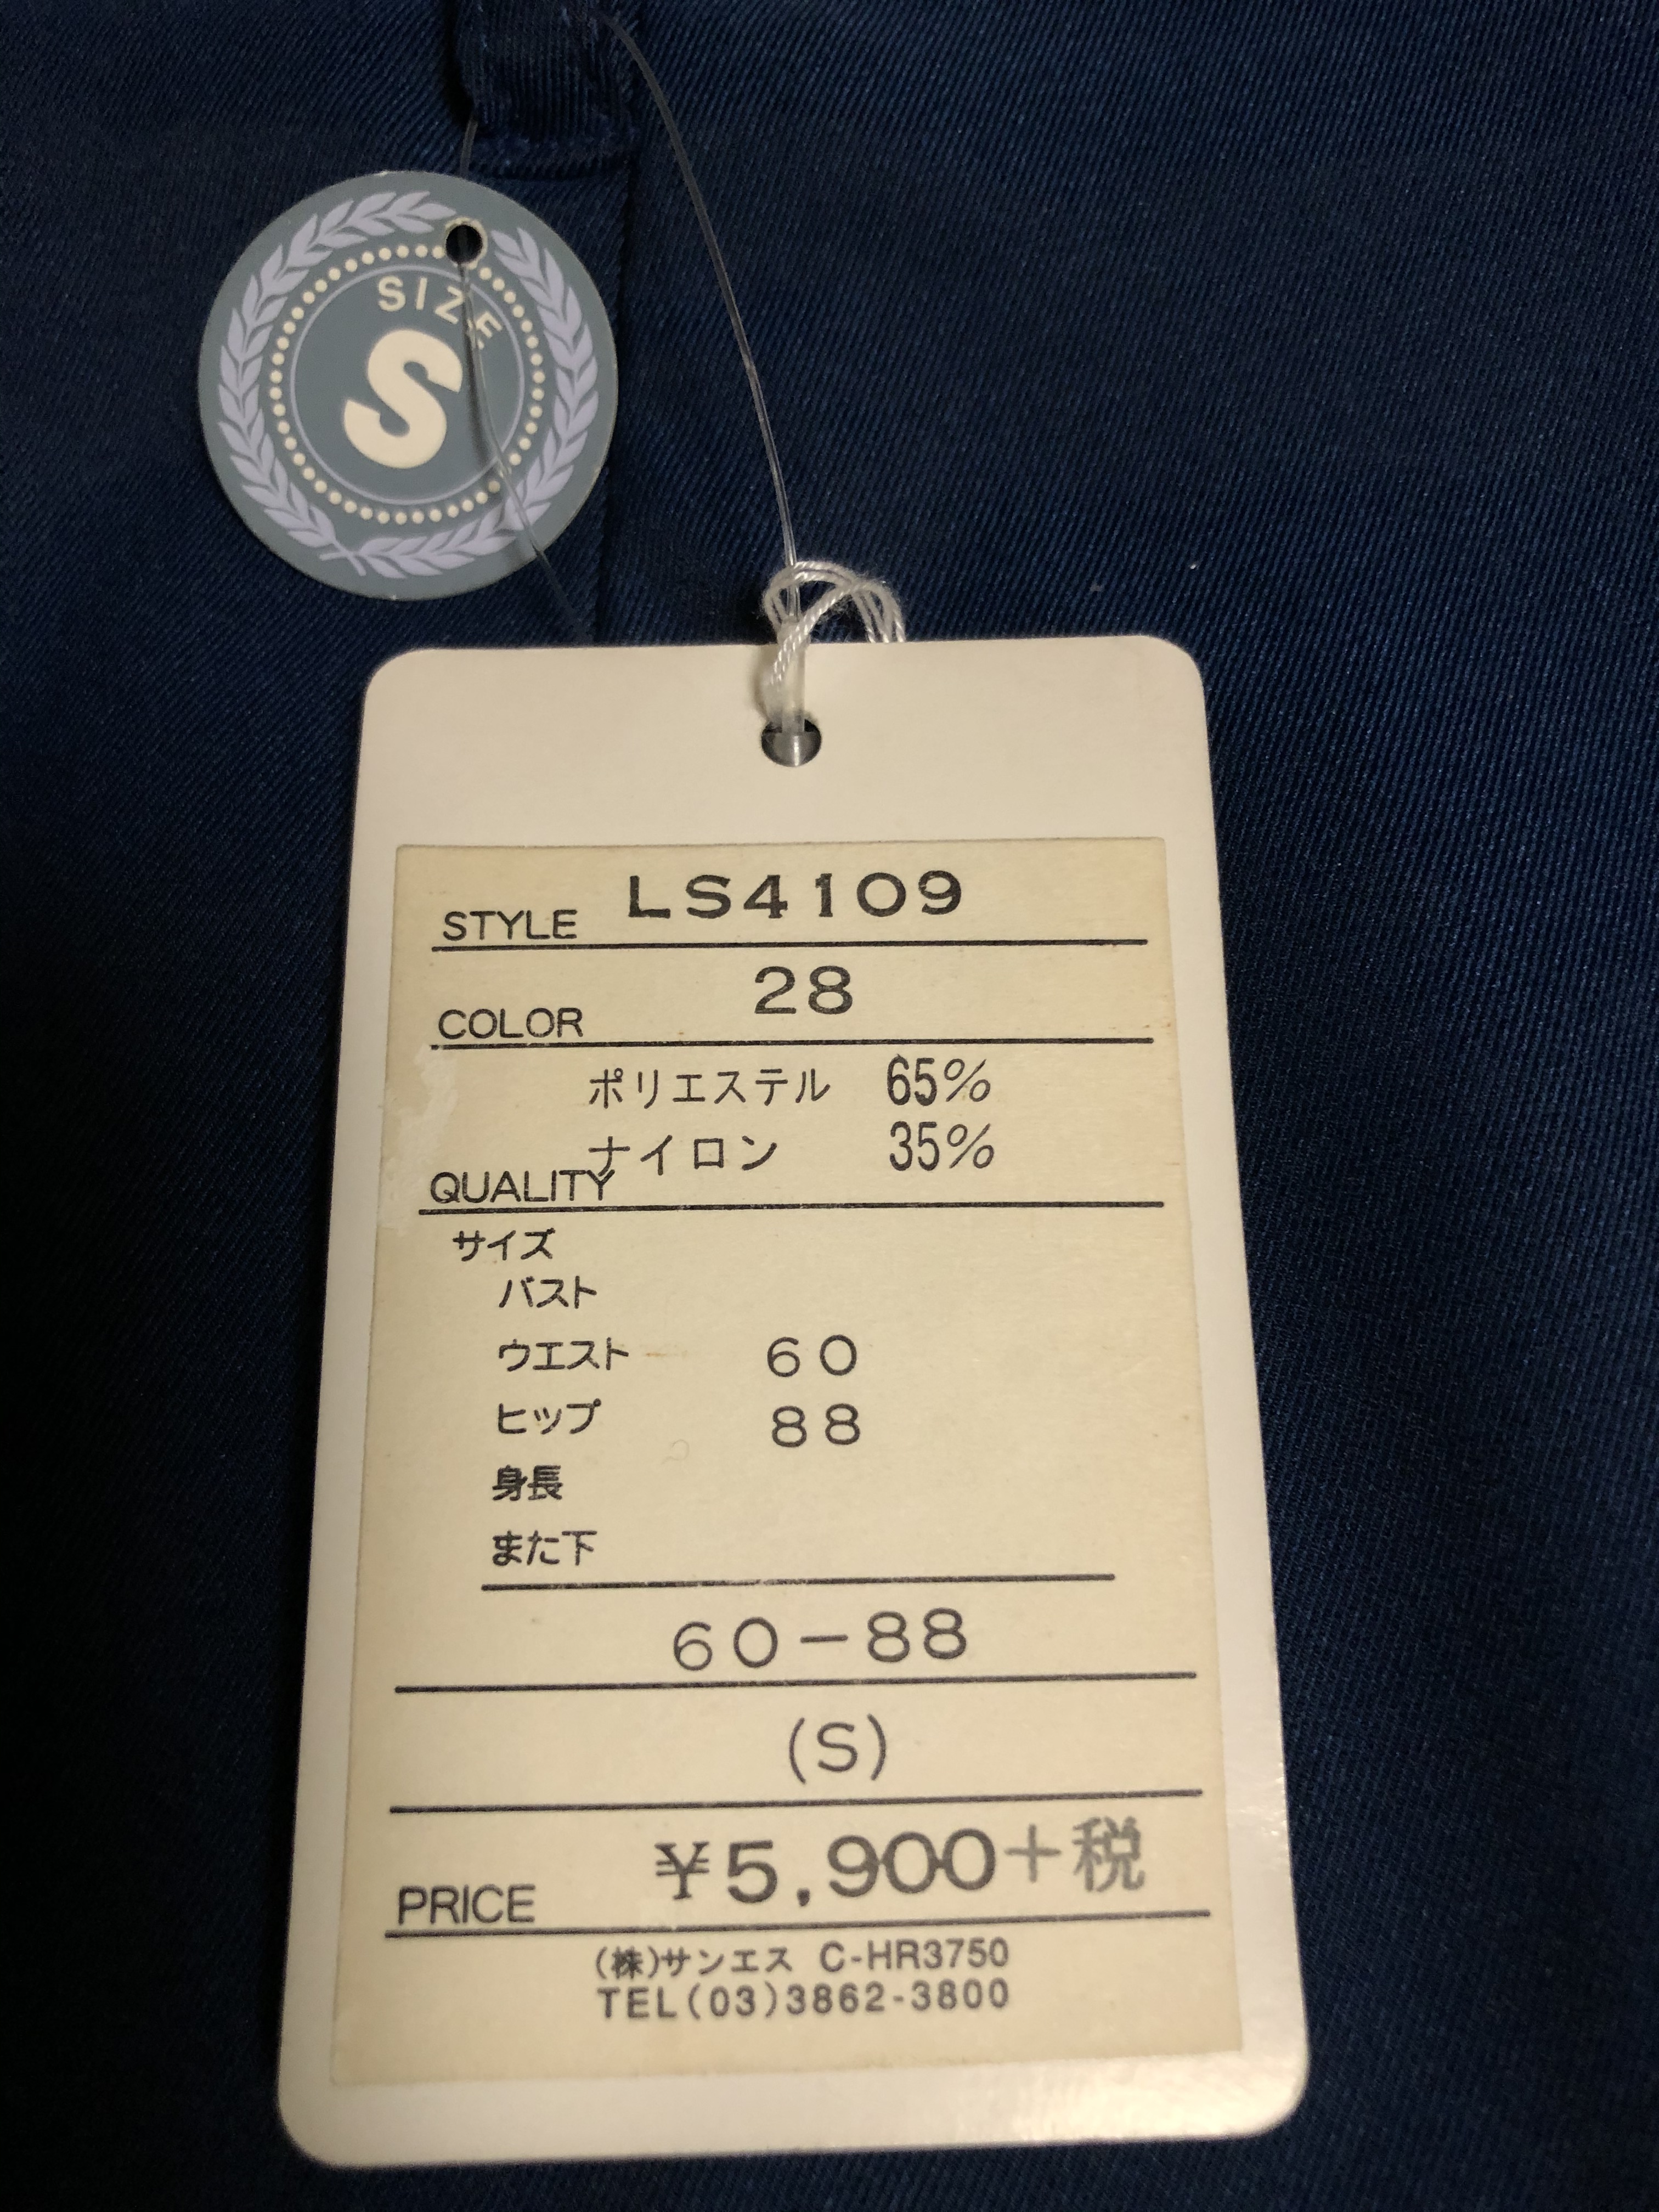 SIZE
S
STYLE LS4109
COLOR 28
ポリエステル 65%
ナイロン 35%
QUALITY
サイズ
バスト
ウエスト 60
ヒップ 88
身長
また下
60-88
(S)
PRICE ¥5,900+税
(株)サンエス C-HR3750
TEL(03)3862-3800